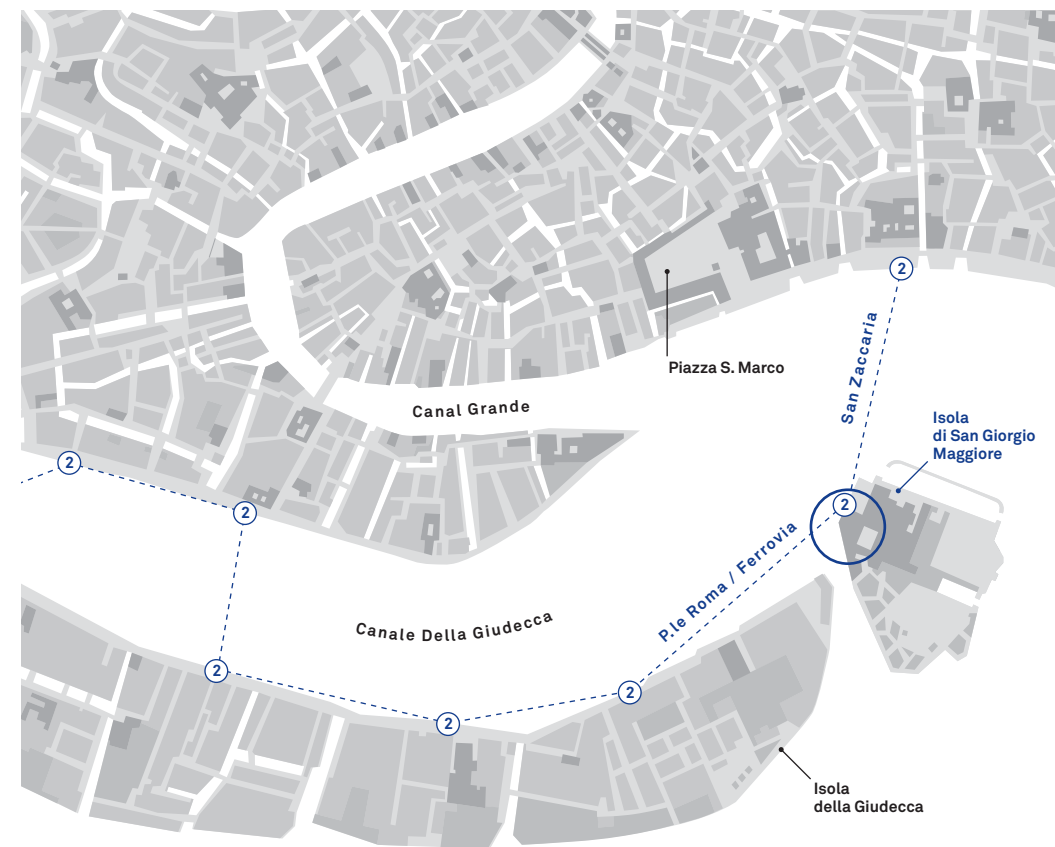 2
San Zaccaria
Piazza S. Marco
Canal Grande
Isola
di San Giorgio
Maggiore
2
2
2
P.le Roma / Ferrovia
Canale Della Giudecca
2
2
2
Isola
della Giudecca